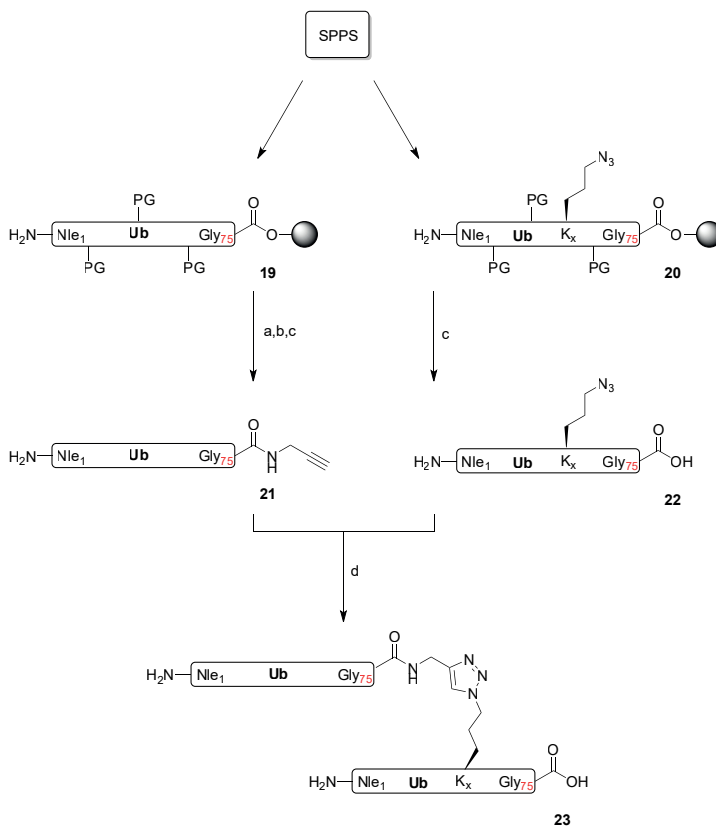 SPPS
N3
PG
PG
H2N Nle1 Ub Gly75 O O
PG PG
19
H2N Nle1 Ub Kx Gly75 O O
PG PG
20
a,b,c
c
N3
H2N Nle1 Ub Gly75 O N H
21
H2N Nle1 Ub Kx Gly75 O OH
22
d
H2N Nle1 Ub Gly75 O N H N N N
H2N Nle1 Ub Kx Gly75 O OH
23